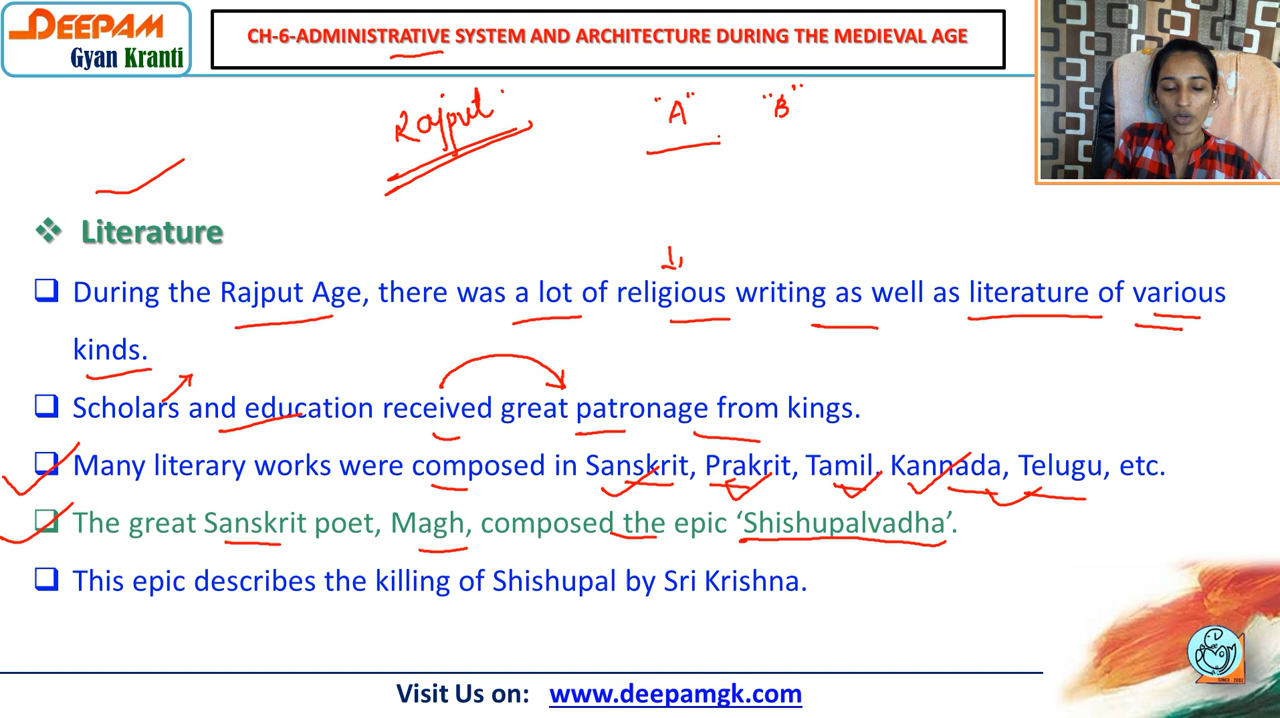 DEEPAM
Gyan Kranti
CH-6-ADMINISTRATIVE SYSTEM AND ARCHITECTURE DURING THE MEDIEVAL AGE
Rajput
"A" "B"
❖ Literature
1,
❑ During the Rajput Age, there was a lot of religious writing as well as literature of various
kinds.
❑ Scholars and education received great patronage from kings.
❑ Many literary works were composed in Sanskrit, Prakrit, Tamil, Kannada, Telugu, etc.
❑ The great Sanskrit poet, Magh, composed the epic ‘Shishupalvadha’.
❑ This epic describes the killing of Shishupal by Sri Krishna.
SINCE 2001
Visit Us on: www.deepamgk.com